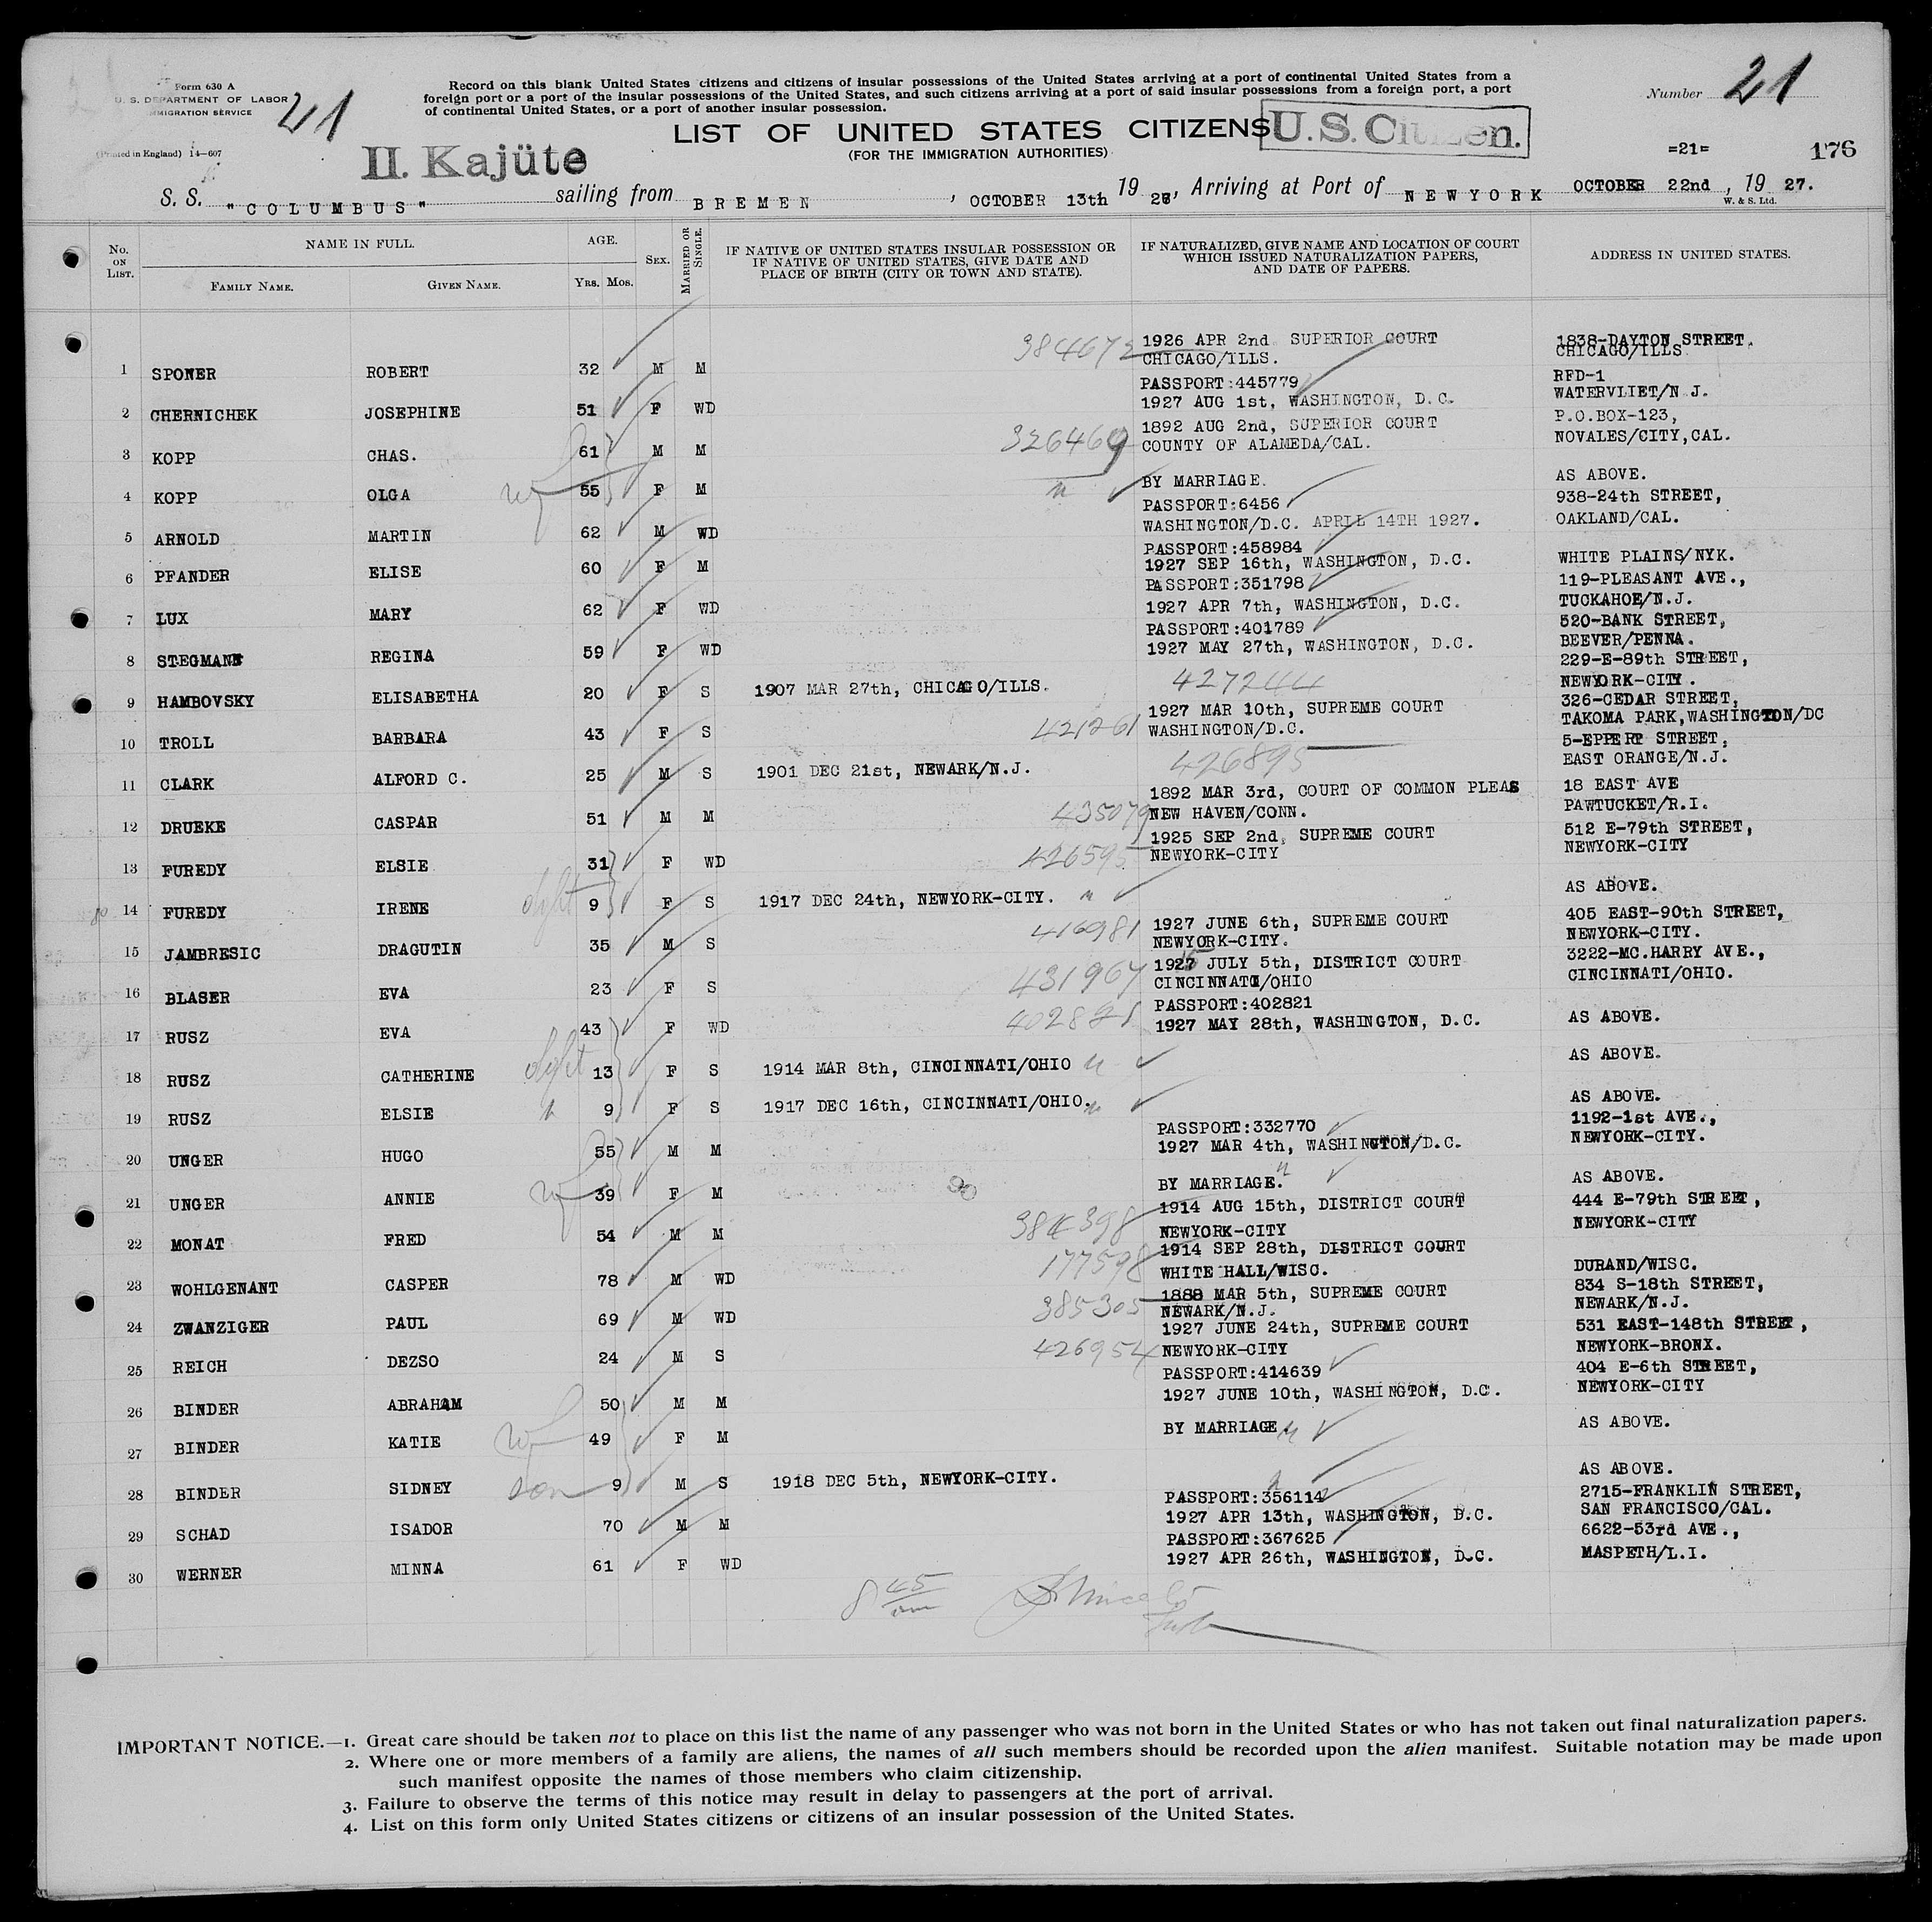 Form 630 A
U. S. DEPARTMENT OF LABOR
IMMIGRATION SERVICE
21
(Printed in England) 14—607
Record on this blank United States citizens and citizens of insular possessions of the United States arriving at a port of continental United States from a
foreign port or a port of the insular possessions of the United States, and such citizens arriving at a port of said insular possessions from a foreign port, a port
of continental United States, or a port of another insular possession.
Number 21
LIST OF UNITED STATES CITIZENS
U.S. Citizen.
(FOR THE IMMIGRATION AUTHORITIES)
=21=
176
II. Kajüte
S. S. "COLUMBUS" sailing from BREMEN, OCTOBER 13th 19 27, Arriving at Port of NEWYORK OCTOBER 22nd, 19 27.
W. & S. Ltd.
No. ON LIST. NAME IN FULL. FAMILY NAME. GIVEN NAME. AGE. YRS. MOS. SEX. MARRIED OR SINGLE. IF NATIVE OF UNITED STATES INSULAR POSSESSION OR IF NATIVE OF UNITED STATES, GIVE DATE AND PLACE OF BIRTH (CITY OR TOWN AND STATE). IF NATURALIZED, GIVE NAME AND LOCATION OF COURT WHICH ISSUED NATURALIZATION PAPERS, AND DATE OF PAPERS. ADDRESS IN UNITED STATES.
1 SPONER ROBERT 32 M M 384672 1926 APR 2nd SUPERIOR COURT CHICAGO/ILLS. 1838-DAYTON STREET. CHICAGO/ILLS
2 CHERNICHEK JOSEPHINE 51 F WD PASSPORT:445779 1927 AUG 1st, WASHINGTON, D.C. RFD-1 WATERVLIET/N.J.
3 KOPP CHAS. 61 M M 326469 1892 AUG 2nd, SUPERIOR COURT COUNTY OF ALAMEDA/CAL. P.O.BOX-123, NOVALES/CITY,CAL.
4 KOPP OLGA wf 55 F M BY MARRIAGE. AS ABOVE.
5 ARNOLD MARTIN 62 M WD PASSPORT:6456 WASHINGTON/D.C. APRIL 14TH 1927. 938-24th STREET, OAKLAND/CAL.
6 PFANDER ELISE 60 F M PASSPORT:458984 1927 SEP 16th, WASHINGTON, D.C. WHITE PLAINS/NYK.
7 LUX MARY 62 F WD PASSPORT:351798 1927 APR 7th, WASHINGTON, D.C. 119-PLEASANT AVE., TUCKAHOE/N.J.
8 STEGMANN REGINA 59 F WD PASSPORT:401789 1927 MAY 27th, WASHINGTON, D.C. 520-BANK STREET, BEEVER/PENNA.
9 HAMBOVSKY ELISABETHA 20 F S 1907 MAR 27th, CHICAGO/ILLS. 427244 229-E-89th STREET, NEWYORK-CITY.
10 TROLL BARBARA 43 F S 421261 1927 MAR 10th, SUPREME COURT WASHINGTON/D.C. 326-CEDAR STREET, TAKOMA PARK,WASHINGTON/DC
11 CLARK ALFORD C. 25 M S 1901 DEC 21st, NEWARK/N.J. 426895 5-EPPERT STREET, EAST ORANGE/N.J.
12 DRUEKE CASPAR 51 M M 435079 1892 MAR 3rd, COURT OF COMMON PLEAS NEW HAVEN/CONN. 18 EAST AVE PAWTUCKET/R.I.
13 FUREDY ELSIE 31 F WD 426595 1925 SEP 2nd, SUPREME COURT NEWYORK-CITY 512 E-79th STREET, NEWYORK-CITY
14 FUREDY IRENE 9 F S 1917 DEC 24th, NEWYORK-CITY. AS ABOVE.
15 JAMBRESIC DRAGUTIN 35 M S 416981 1927 JUNE 6th, SUPREME COURT NEWYORK-CITY. 405 EAST-90th STREET, NEWYORK-CITY.
16 BLASER EVA 23 F S 431967 1927 JULY 5th, DISTRICT COURT CINCINNATI/OHIO 3222-MC.HARRY AVE., CINCINNATI/OHIO.
17 RUSZ EVA 43 F WD 402821 PASSPORT:402821 1927 MAY 28th, WASHINGTON, D.C. AS ABOVE.
18 RUSZ CATHERINE 13 F S 1914 MAR 8th, CINCINNATI/OHIO AS ABOVE.
19 RUSZ ELSIE 9 F S 1917 DEC 16th, CINCINNATI/OHIO. AS ABOVE.
20 UNGER HUGO 55 M M PASSPORT:332770 1927 MAR 4th, WASHINGTON/D.C. 1192-1st AVE., NEWYORK-CITY.
21 UNGER ANNIE wf 39 F M BY MARRIAGE. AS ABOVE.
22 MONAT FRED 54 M M 384398 1914 AUG 15th, DISTRICT COURT NEWYORK-CITY 444 E-79th STREET, NEWYORK-CITY
23 WOHLGENANT CASPER 78 M WD 177598 1914 SEP 28th, DISTRICT COURT WHITE HALL/WISC. DURAND/WISC.
24 ZWANZIGER PAUL 69 M WD 385305 1888 MAR 5th, SUPREME COURT NEWARK/N.J. 834 S-18th STREET, NEWARK/N.J.
25 REICH DEZSO 24 M S 426954 1927 JUNE 24th, SUPREME COURT NEWYORK-CITY 531 EAST-148th STREET, NEWYORK-BRONX.
26 BINDER ABRAHAM 50 M M PASSPORT:414639 1927 JUNE 10th, WASHINGTON, D.C. 404 E-6th STREET, NEWYORK-CITY
27 BINDER KATIE wf 49 F M BY MARRIAGE. AS ABOVE.
28 BINDER SIDNEY son 9 M S 1918 DEC 5th, NEWYORK-CITY. AS ABOVE.
29 SCHAD ISADOR 70 M M PASSPORT:356114 1927 APR 13th, WASHINGTON, D.C. 2715-FRANKLIN STREET, SAN FRANCISCO/CAL.
30 WERNER MINNA 61 F WD PASSPORT:367625 1927 APR 26th, WASHINGTON, D.C. 6622-53rd AVE., MASPETH/L.I.
8 45 am
IMPORTANT NOTICE.—1. Great care should be taken not to place on this list the name of any passenger who was not born in the United States or who has not taken out final naturalization papers.
2. Where one or more members of a family are aliens, the names of all such members should be recorded upon the alien manifest. Suitable notation may be made upon
such manifest opposite the names of those members who claim citizenship.
3. Failure to observe the terms of this notice may result in delay to passengers at the port of arrival.
4. List on this form only United States citizens or citizens of an insular possession of the United States.